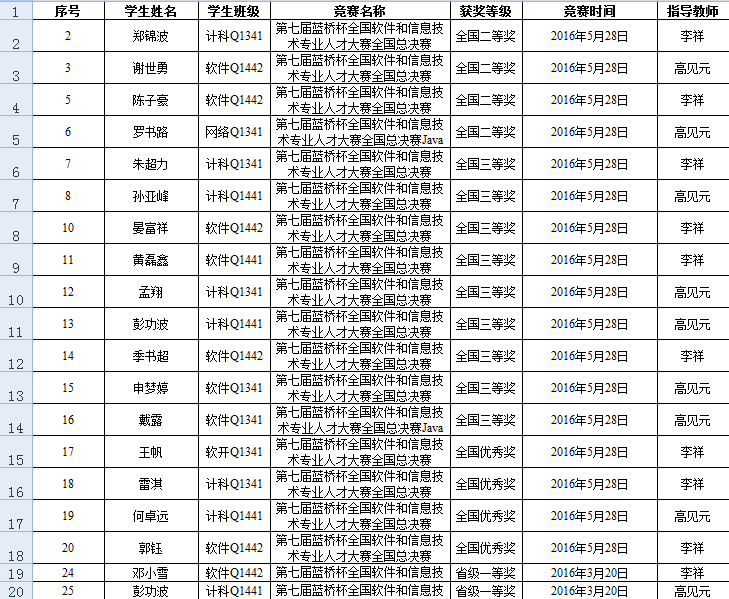 1 序号 学生姓名 学生班级 竞赛名称 获奖等级 竞赛时间 指导教师
2 2 郑锦波 计科Q1341 第七届蓝桥杯全国软件和信息技术专业人才大赛全国总决赛 全国二等奖 2016年5月28日 李祥
3 3 谢世勇 软件Q1442 第七届蓝桥杯全国软件和信息技术专业人才大赛全国总决赛 全国二等奖 2016年5月28日 高见元
4 5 陈子豪 软件Q1442 第七届蓝桥杯全国软件和信息技术专业人才大赛全国总决赛 全国二等奖 2016年5月28日 李祥
5 6 罗书路 网络Q1341 第七届蓝桥杯全国软件和信息技术专业人才大赛全国总决赛Java 全国二等奖 2016年5月28日 高见元
6 7 朱超力 计科Q1341 第七届蓝桥杯全国软件和信息技术专业人才大赛全国总决赛 全国三等奖 2016年5月28日 李祥
7 8 孙亚峰 计科Q1441 第七届蓝桥杯全国软件和信息技术专业人才大赛全国总决赛 全国三等奖 2016年5月28日 高见元
8 10 晏富祥 软件Q1442 第七届蓝桥杯全国软件和信息技术专业人才大赛全国总决赛 全国三等奖 2016年5月28日 李祥
9 11 黄磊鑫 软件Q1441 第七届蓝桥杯全国软件和信息技术专业人才大赛全国总决赛 全国三等奖 2016年5月28日 李祥
10 12 孟翔 计科Q1341 第七届蓝桥杯全国软件和信息技术专业人才大赛全国总决赛 全国三等奖 2016年5月28日 高见元
11 13 彭功波 计科Q1441 第七届蓝桥杯全国软件和信息技术专业人才大赛全国总决赛 全国三等奖 2016年5月28日 高见元
12 14 季书超 软件Q1442 第七届蓝桥杯全国软件和信息技术专业人才大赛全国总决赛 全国三等奖 2016年5月28日 李祥
13 15 申梦婷 软件Q1341 第七届蓝桥杯全国软件和信息技术专业人才大赛全国总决赛 全国三等奖 2016年5月28日 高见元
14 16 戴露 软件Q1341 第七届蓝桥杯全国软件和信息技术专业人才大赛全国总决赛Java 全国三等奖 2016年5月28日 高见元
15 17 王帆 软开Q1341 第七届蓝桥杯全国软件和信息技术专业人才大赛全国总决赛 全国优秀奖 2016年5月28日 李祥
16 18 雷淇 计科Q1341 第七届蓝桥杯全国软件和信息技术专业人才大赛全国总决赛 全国优秀奖 2016年5月28日 李祥
17 19 何卓远 计科Q1441 第七届蓝桥杯全国软件和信息技术专业人才大赛全国总决赛 全国优秀奖 2016年5月28日 高见元
18 20 郭钰 软件Q1442 第七届蓝桥杯全国软件和信息技术专业人才大赛全国总决赛 全国优秀奖 2016年5月28日 李祥
19 24 邓小雪 软件Q1442 第七届蓝桥杯全国软件和信息技 省级一等奖 2016年3月20日 李祥
20 25 彭功波 计科Q1441 第七届蓝桥杯全国软件和信息技 省级一等奖 2016年3月20日 高见元